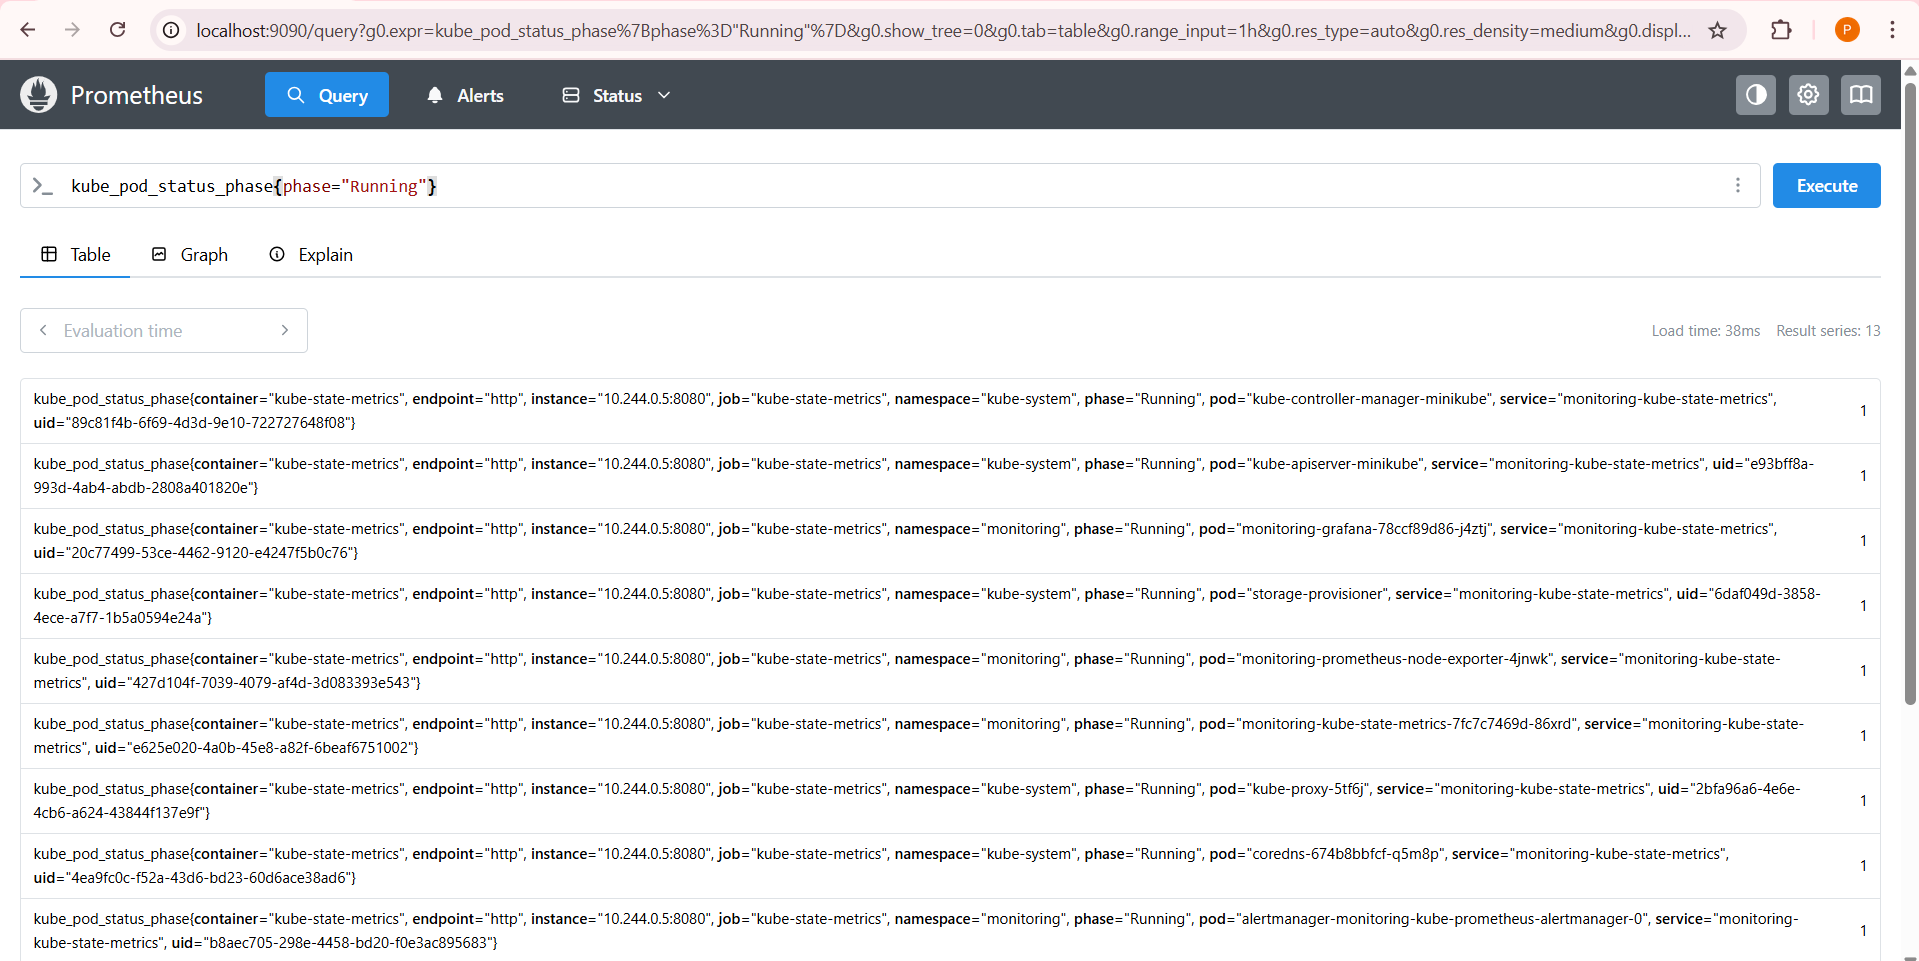 localhost:9090/query?g0.expr=kube_pod_status_phase%7Bphase%3D"Running"%7D&g0.show_tree=0&g0.tab=table&g0.range_input=1h&g0.res_type=auto&g0.res_density=medium&g0.displ...
P
Prometheus
Query
Alerts
Status
>_ kube_pod_status_phase{phase="Running"}
Execute
Table
Graph
Explain
Evaluation time
Load time: 38ms Result series: 13
kube_pod_status_phase{container="kube-state-metrics", endpoint="http", instance="10.244.0.5:8080", job="kube-state-metrics", namespace="kube-system", phase="Running", pod="kube-controller-manager-minikube", service="monitoring-kube-state-metrics",
uid="89c81f4b-6f69-4d3d-9e10-722727648f08"}
1
kube_pod_status_phase{container="kube-state-metrics", endpoint="http", instance="10.244.0.5:8080", job="kube-state-metrics", namespace="kube-system", phase="Running", pod="kube-apiserver-minikube", service="monitoring-kube-state-metrics", uid="e93bff8a-
993d-4ab4-abdb-2808a401820e"}
1
kube_pod_status_phase{container="kube-state-metrics", endpoint="http", instance="10.244.0.5:8080", job="kube-state-metrics", namespace="monitoring", phase="Running", pod="monitoring-grafana-78ccf89d86-j4ztj", service="monitoring-kube-state-metrics",
uid="20c77499-53ce-4462-9120-e4247f5b0c76"}
1
kube_pod_status_phase{container="kube-state-metrics", endpoint="http", instance="10.244.0.5:8080", job="kube-state-metrics", namespace="kube-system", phase="Running", pod="storage-provisioner", service="monitoring-kube-state-metrics", uid="6daf049d-3858-
4ece-a7f7-1b5a0594e24a"}
1
kube_pod_status_phase{container="kube-state-metrics", endpoint="http", instance="10.244.0.5:8080", job="kube-state-metrics", namespace="monitoring", phase="Running", pod="monitoring-prometheus-node-exporter-4jnwk", service="monitoring-kube-state-
metrics", uid="427d104f-7039-4079-af4d-3d083393e543"}
1
kube_pod_status_phase{container="kube-state-metrics", endpoint="http", instance="10.244.0.5:8080", job="kube-state-metrics", namespace="monitoring", phase="Running", pod="monitoring-kube-state-metrics-7fc7c7469d-86xrd", service="monitoring-kube-state-
metrics", uid="e625e020-4a0b-45e8-a82f-6beaf6751002"}
1
kube_pod_status_phase{container="kube-state-metrics", endpoint="http", instance="10.244.0.5:8080", job="kube-state-metrics", namespace="kube-system", phase="Running", pod="kube-proxy-5tf6j", service="monitoring-kube-state-metrics", uid="2bfa96a6-4e6e-
4cb6-a624-43844f137e9f"}
1
kube_pod_status_phase{container="kube-state-metrics", endpoint="http", instance="10.244.0.5:8080", job="kube-state-metrics", namespace="kube-system", phase="Running", pod="coredns-674b8bbfcf-q5m8p", service="monitoring-kube-state-metrics",
uid="4ea9fc0c-f52a-43d6-bd23-60d6ace38ad6"}
1
kube_pod_status_phase{container="kube-state-metrics", endpoint="http", instance="10.244.0.5:8080", job="kube-state-metrics", namespace="monitoring", phase="Running", pod="alertmanager-monitoring-kube-prometheus-alertmanager-0", service="monitoring-
kube-state-metrics", uid="b8aec705-298e-4458-bd20-f0e3ac895683"}
1